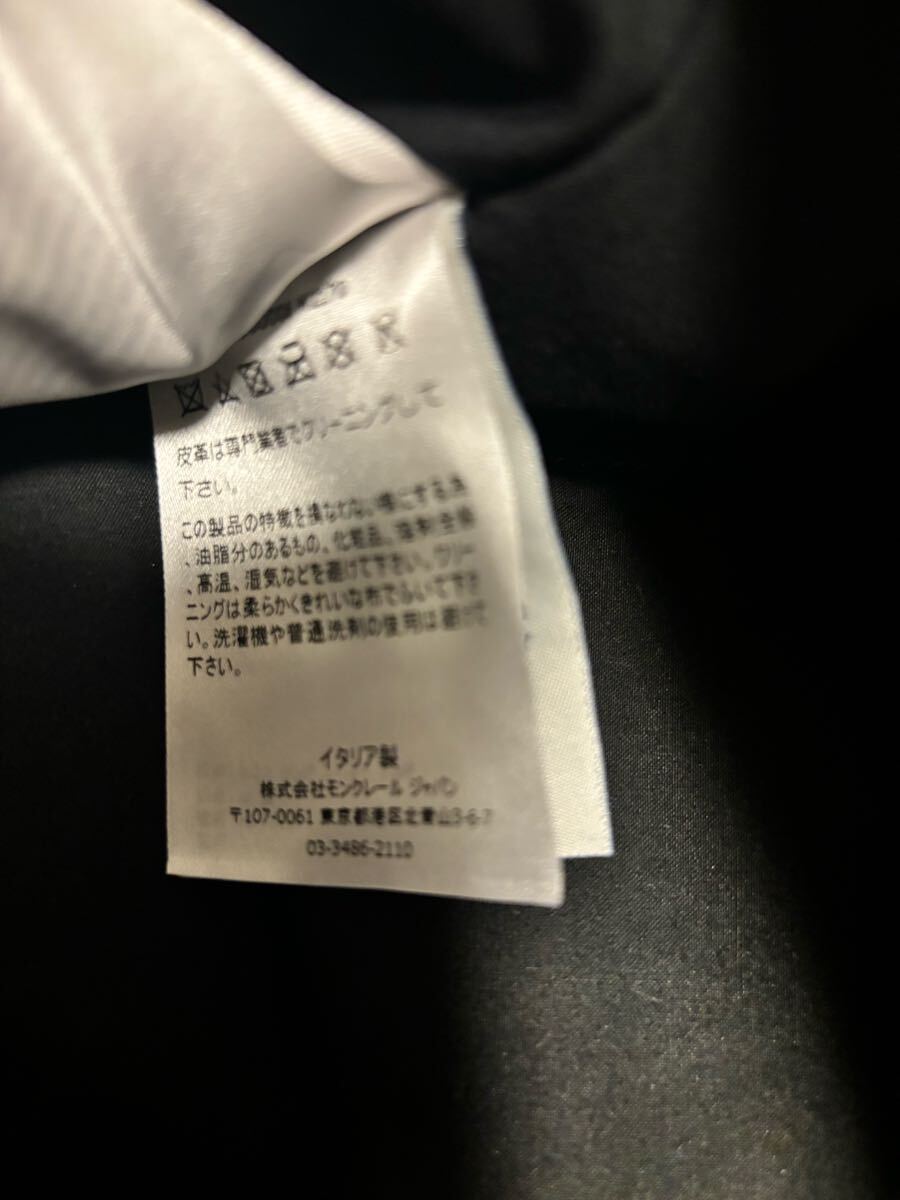 皮革は専門業者でクリーニングして
下さい。
この製品の特徴を損なわない様にする為
、油脂分のあるもの、化粧品、溶剤全般
、高温、湿気などを避けて下さい。クリー
ニングは柔らかくきれいな布でふいて下さ
い。洗濯機や普通洗剤の使用は避けて
下さい。
イタリア製
株式会社モンクレール ジャパン
〒107-0061 東京都港区北青山3-6-7
03-3486-2110